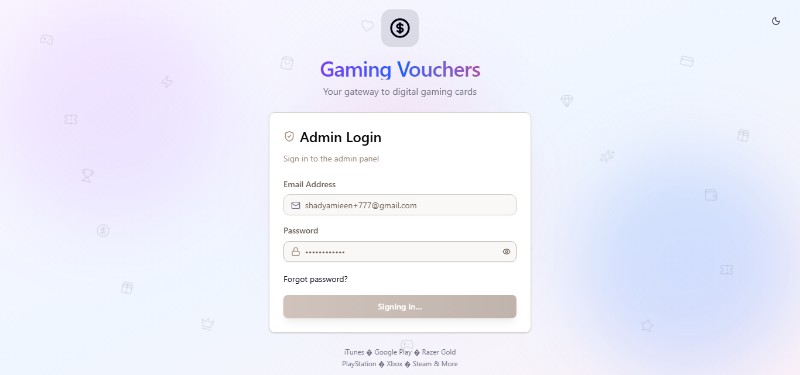 Gaming Vouchers
Your gateway to digital gaming cards
Admin Login
Sign in to the admin panel
Email Address
shadyamieen+777@gmail.com
Password
••••••••••••
Forgot password?
Signing in...
iTunes � Google Play � Razer Gold
PlayStation � Xbox � Steam & More